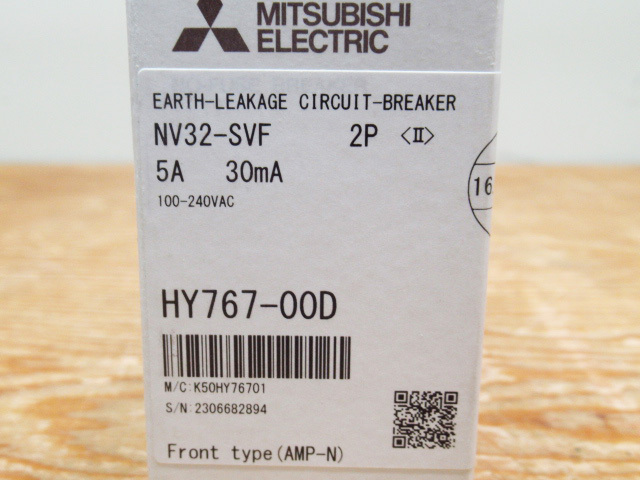 MITSUBISHI
ELECTRIC
EARTH-LEAKAGE CIRCUIT-BREAKER
NV32-SVF 2P <II>
5A 30mA
16
100-240VAC
HY767-00D
M/C:K50HY76701
S/N:2306682894
Front type(AMP-N)